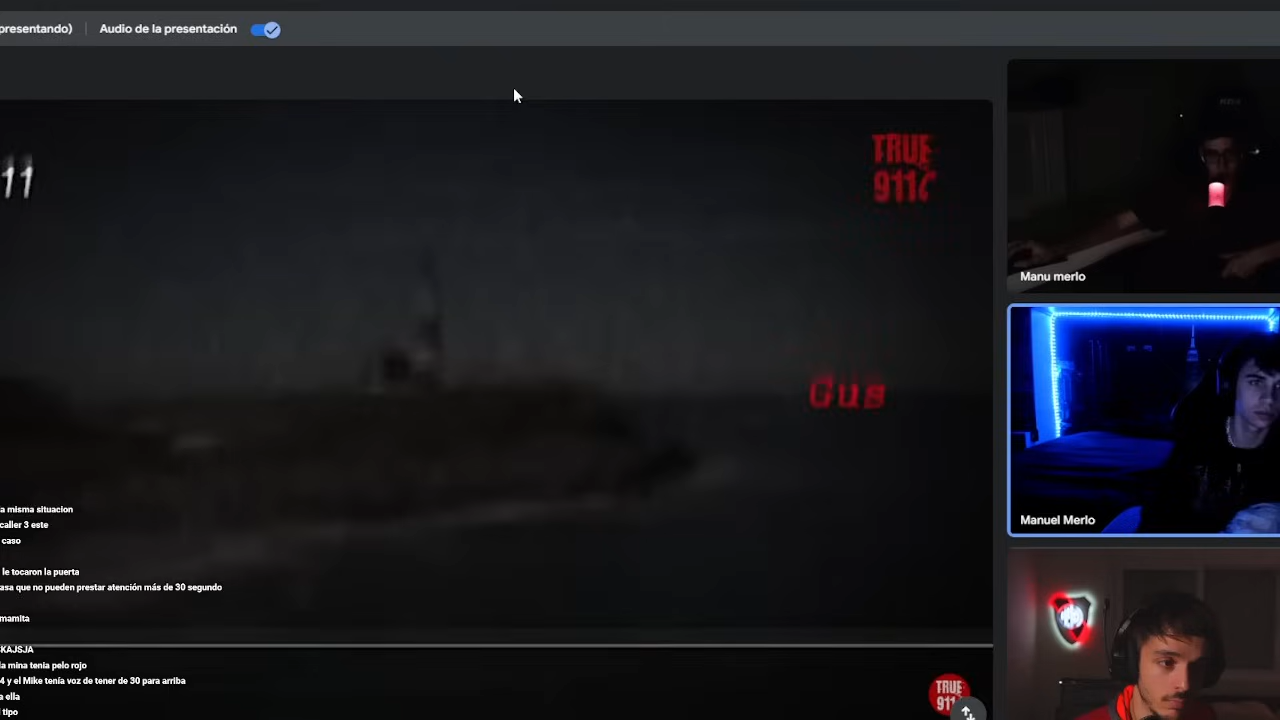 presentando)
Audio de la presentación
11
TRUE
911
Gus
Manu merlo
Manuel Merlo
a misma situacion
caller 3 este
caso
le tocaron la puerta
asa que no pueden prestar atención más de 30 segundo
mamita
KAJSJA
la mina tenia pelo rojo
4 y el Mike tenía voz de tener de 30 para arriba
a ella
tipo
TRUE
911